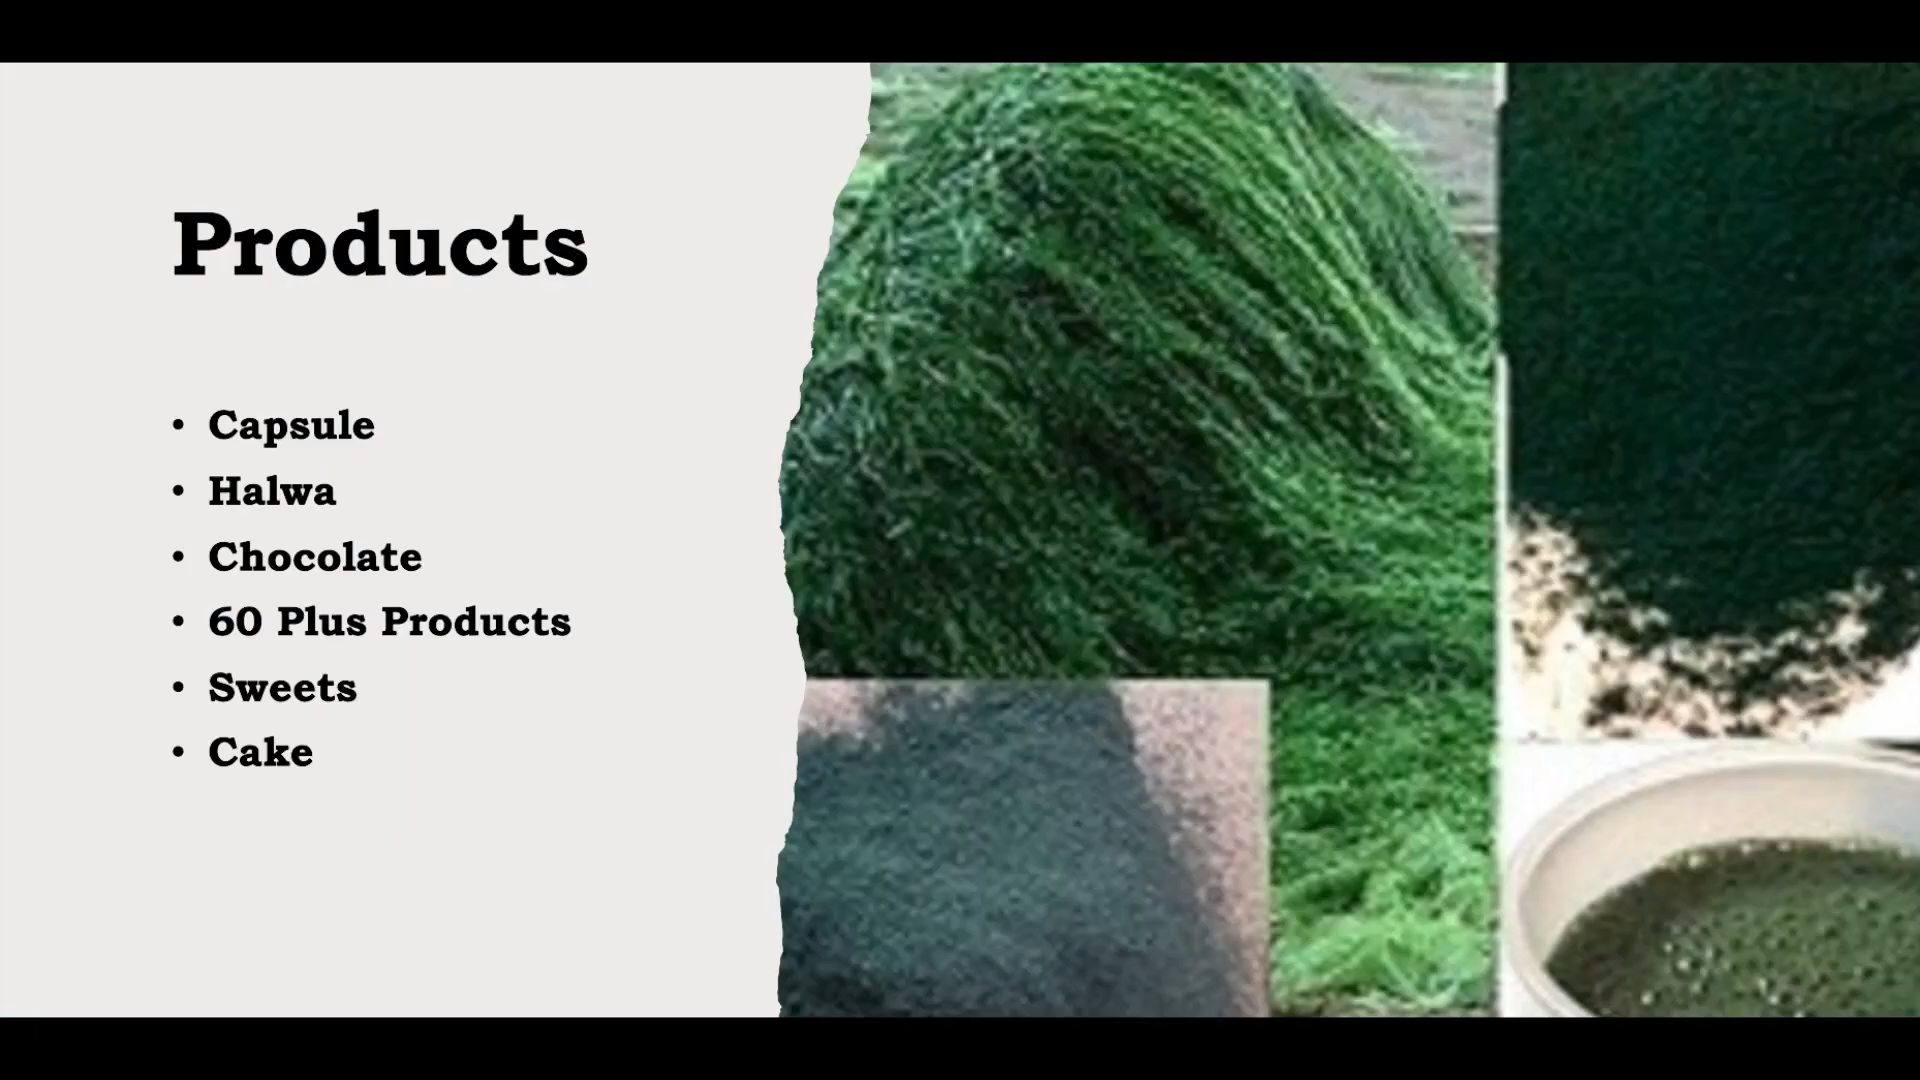 Products
• Capsule
• Halwa
• Chocolate
• 60 Plus Products
• Sweets
• Cake